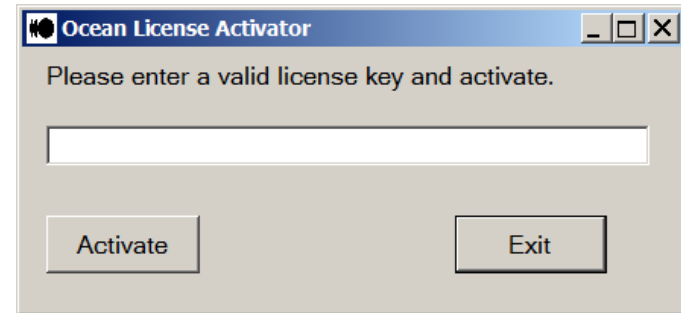 Ocean License Activator
Please enter a valid license key and activate.
Activate
Exit